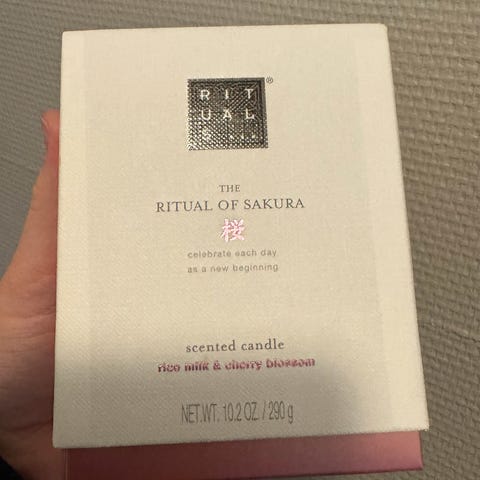 RIT
UAL
®
THE
RITUAL OF SAKURA
桜
celebrate each day
as a new beginning
scented candle
rice milk & cherry blossom
NET.WT. 10.2 OZ. / 290 g